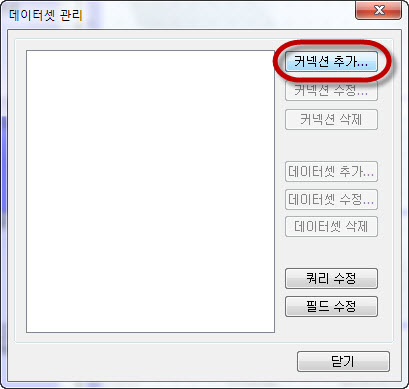 데이터셋 관리
커넥션 추가...
커넥션 수정...
커넥션 삭제
데이터셋 추가...
데이터셋 수정...
데이터셋 삭제
쿼리 수정
필드 수정
닫기